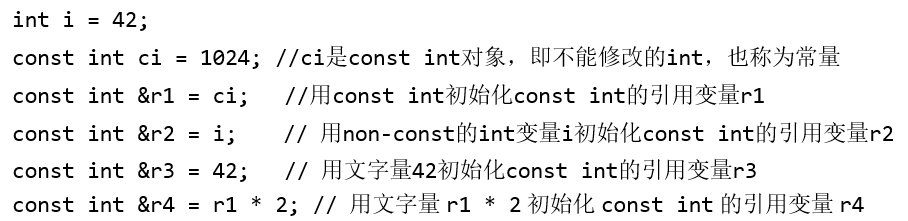 int i = 42;
const int ci = 1024; //ci是const int对象，即不能修改的int，也称为常量
const int &r1 = ci;   //用const int初始化const int的引用变量r1
const int &r2 = i;    // 用non-const的int变量i初始化const int的引用变量r2
const int &r3 = 42;   // 用文字量42初始化const int的引用变量r3
const int &r4 = r1 * 2; // 用文字量 r1 * 2 初始化 const int 的引用变量 r4